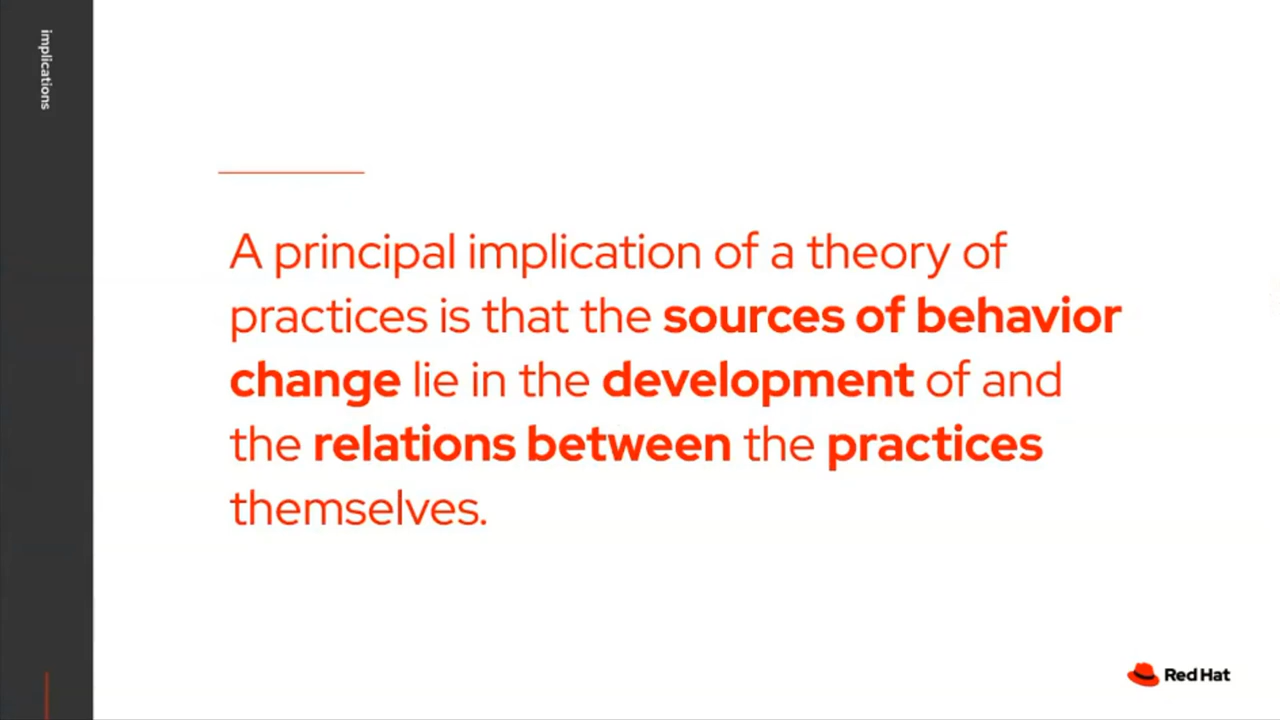 implications
A principal implication of a theory of
practices is that the sources of behavior
change lie in the development of and
the relations between the practices
themselves.
Red Hat